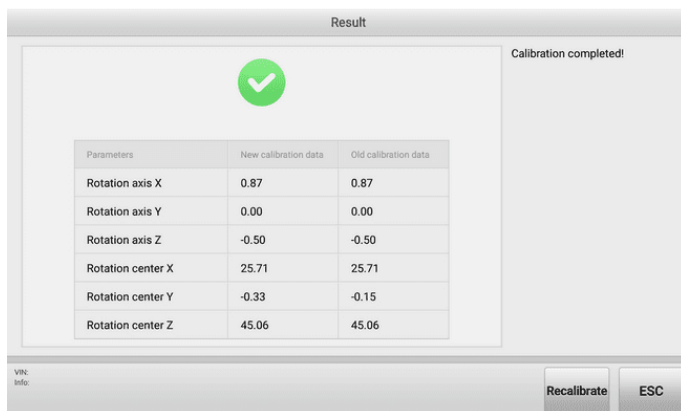 Result
Calibration completed!
Parameters New calibration data Old calibration data
Rotation axis X 0.87 0.87
Rotation axis Y 0.00 0.00
Rotation axis Z -0.50 -0.50
Rotation center X 25.71 25.71
Rotation center Y -0.33 -0.15
Rotation center Z 45.06 45.06
VIN:
Info:
Recalibrate ESC